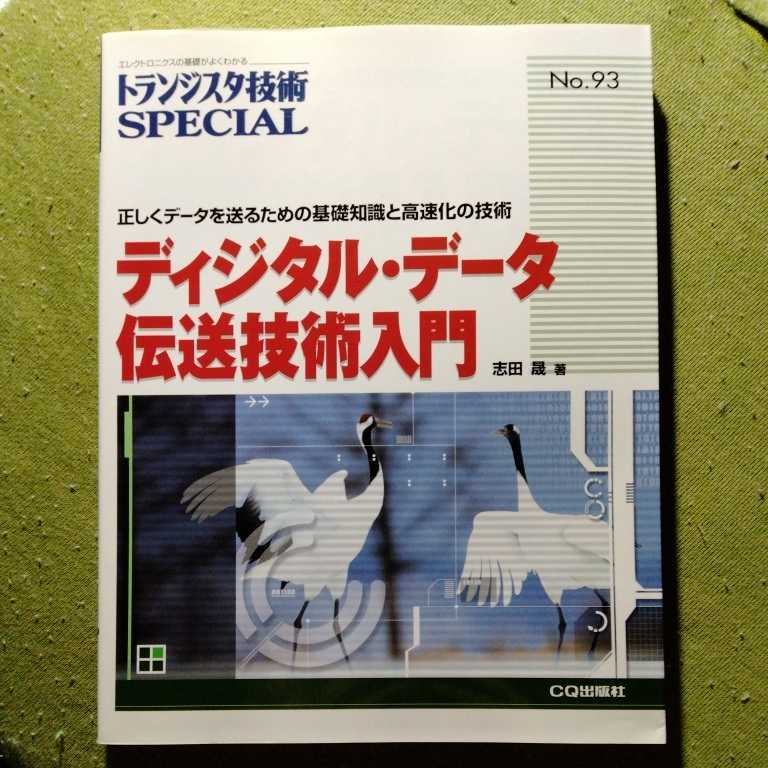 エレクトロニクスの基礎がよくわかる
トランジスタ技術
SPECIAL
No.93
正しくデータを送るための基礎知識と高速化の技術
ディジタル・データ
伝送技術入門
志田 晟 著
CQ出版社